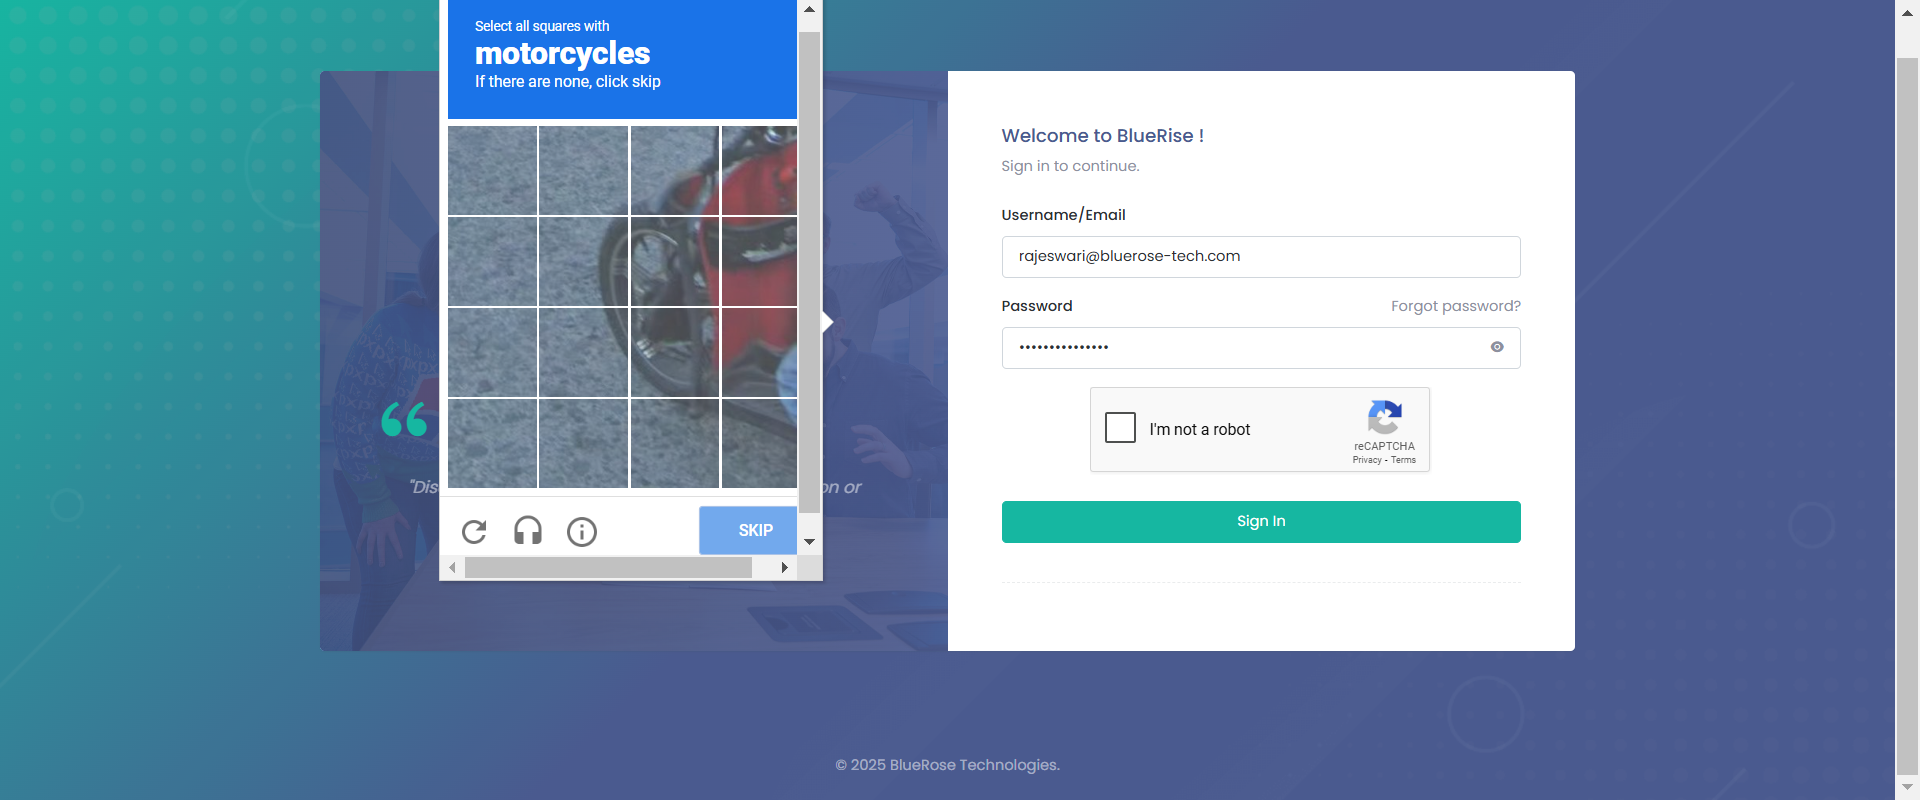 Select all squares with
motorcycles
If there are none, click skip
SKIP
"Dis
on or
Welcome to BlueRise !
Sign in to continue.
Username/Email
rajeswari@bluerose-tech.com
Password
Forgot password?
•••••••••••••••
I'm not a robot
reCAPTCHA
Privacy - Terms
Sign In
© 2025 BlueRose Technologies.